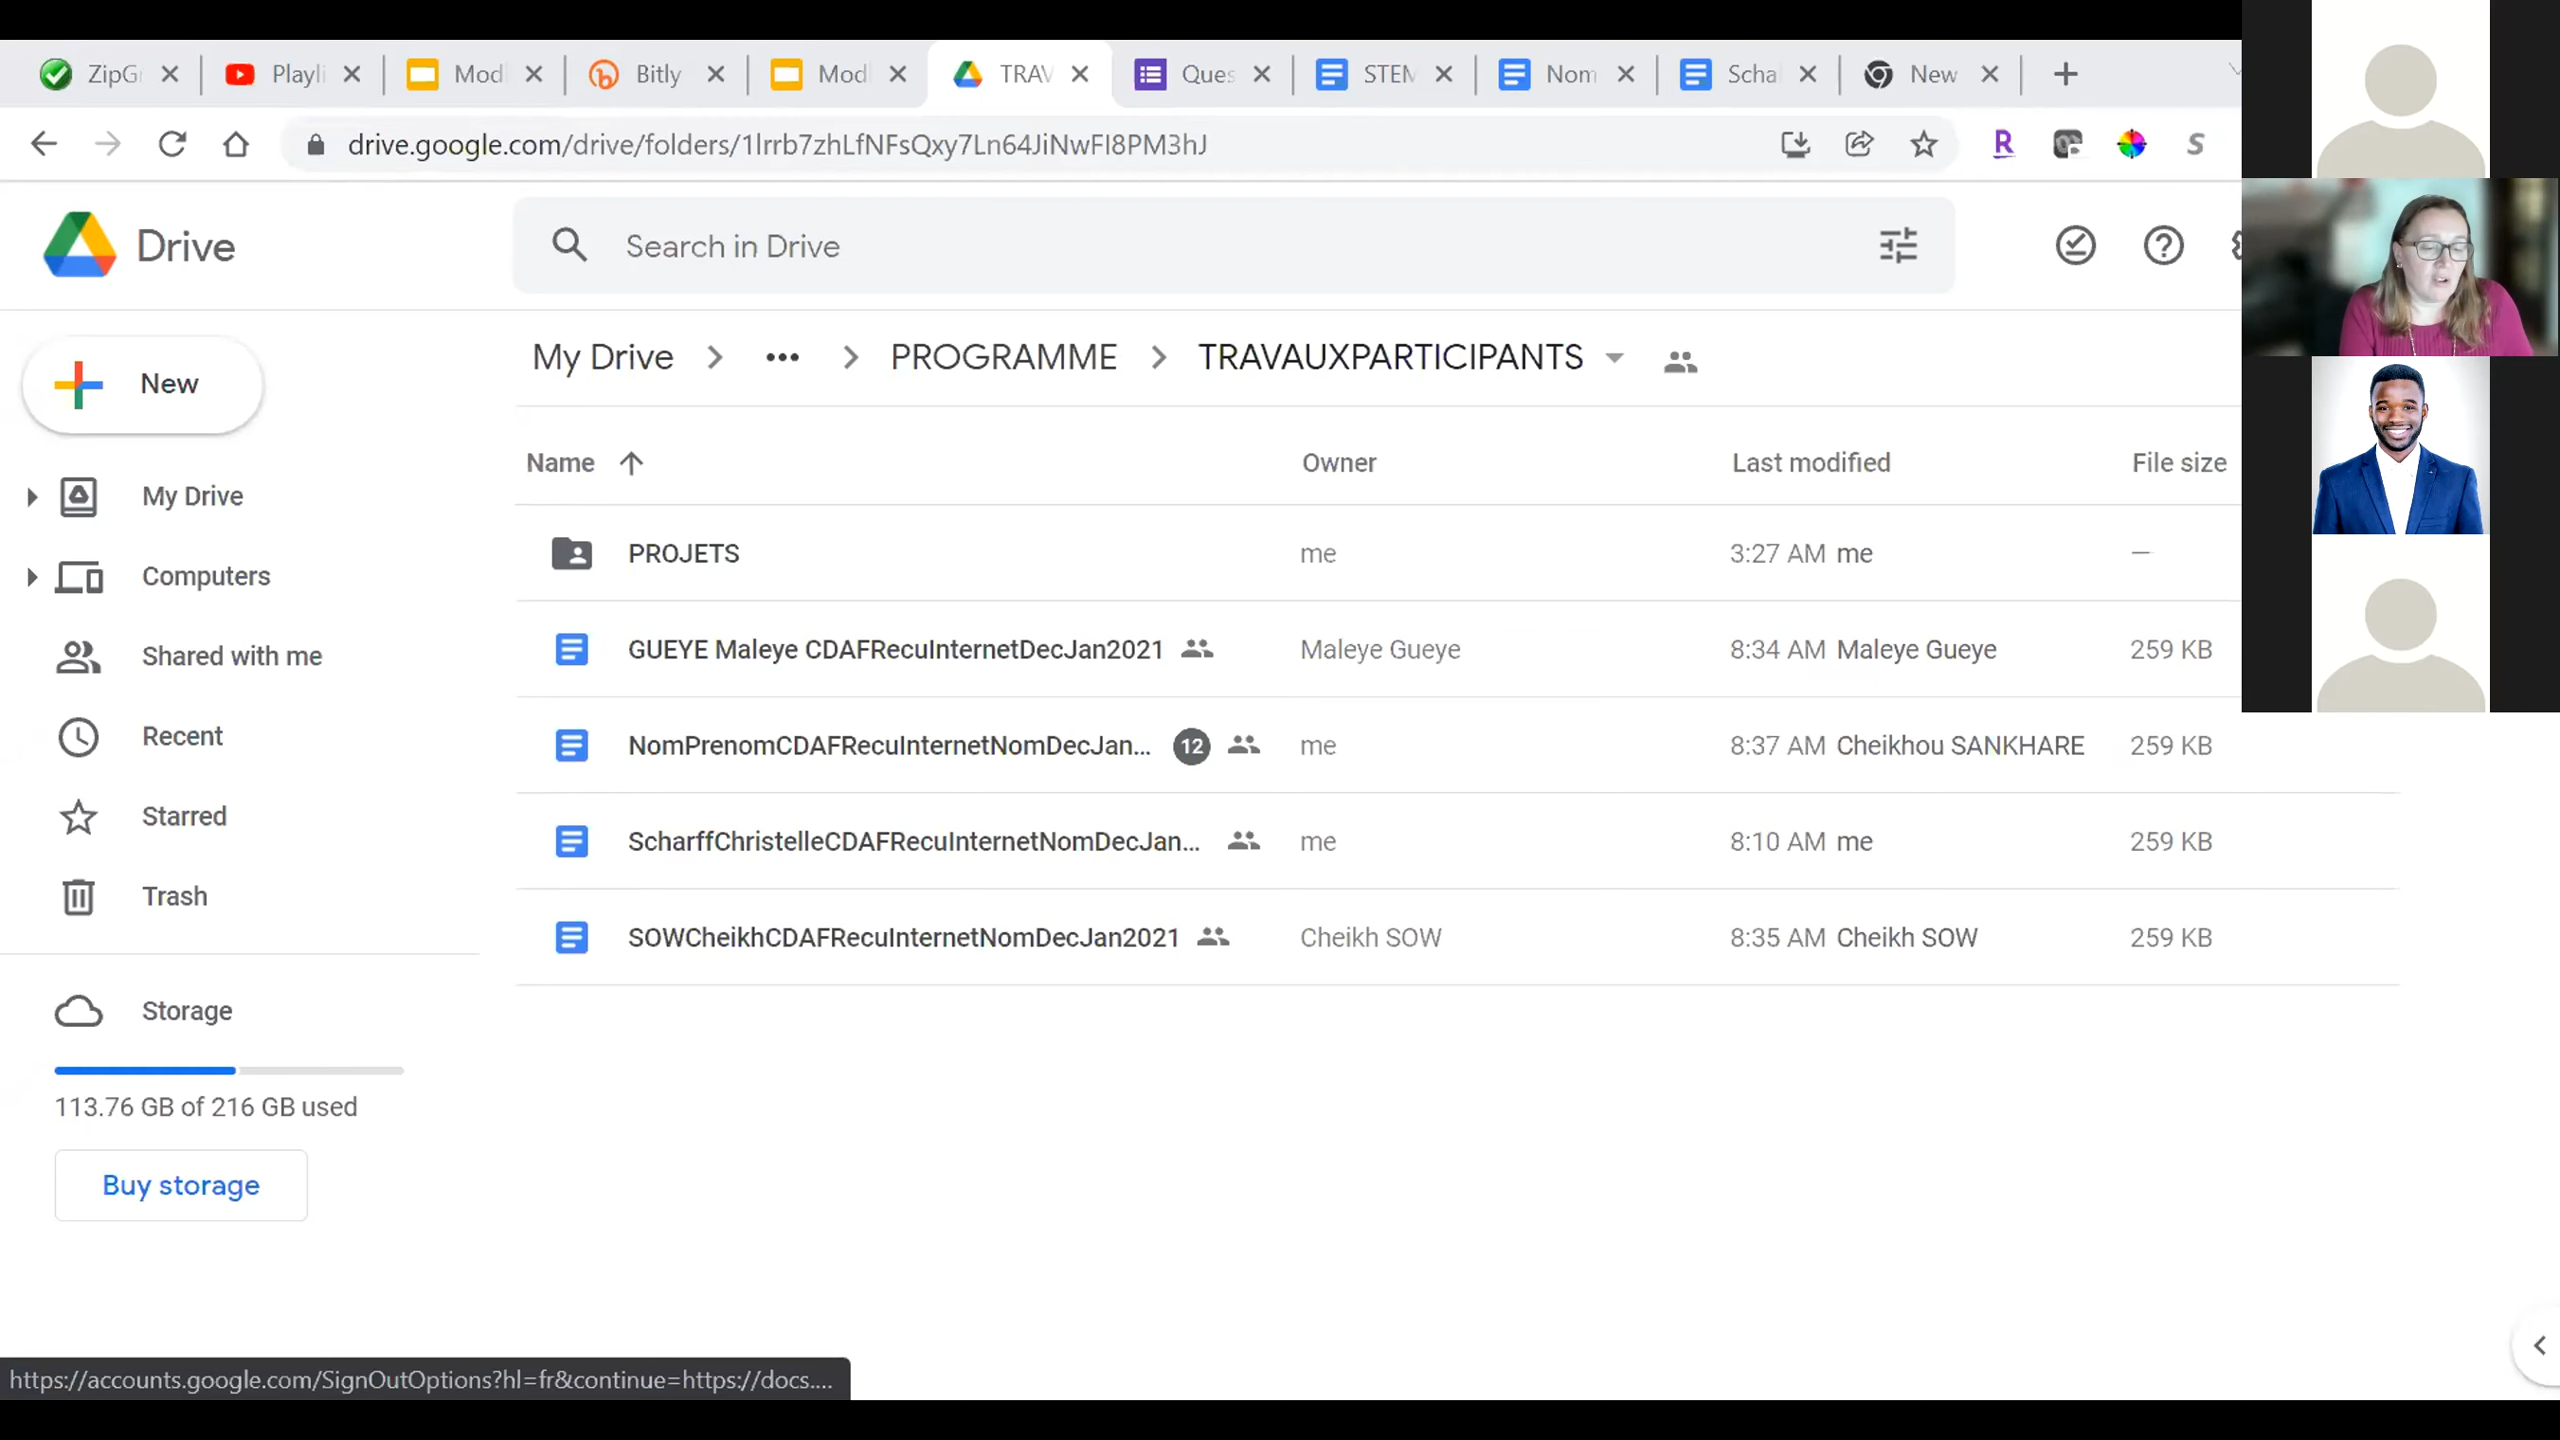 ZipG
Playli
Mod
Bitly
Mod
TRAV
Ques
STEM
Nom
Scha
New
drive.google.com/drive/folders/1lrrb7zhLfNFsQxy7Ln64JiNwFI8PM3hJ
Drive
Search in Drive
My Drive > ••• > PROGRAMME > TRAVAUXPARTICIPANTS
New
Name Owner Last modified File size
My Drive
Computers
Shared with me
Recent
Starred
Trash
Storage
113.76 GB of 216 GB used
Buy storage
PROJETS me 3:27 AM me —
GUEYE Maleye CDAFRecuInternetDecJan2021 Maleye Gueye 8:34 AM Maleye Gueye 259 KB
NomPrenomCDAFRecuInternetNomDecJan... 12 me 8:37 AM Cheikhou SANKHARE 259 KB
ScharffChristelleCDAFRecuInternetNomDecJan... me 8:10 AM me 259 KB
SOWCheikhCDAFRecuInternetNomDecJan2021 Cheikh SOW 8:35 AM Cheikh SOW 259 KB
https://accounts.google.com/SignOutOptions?hl=fr&continue=https://docs....